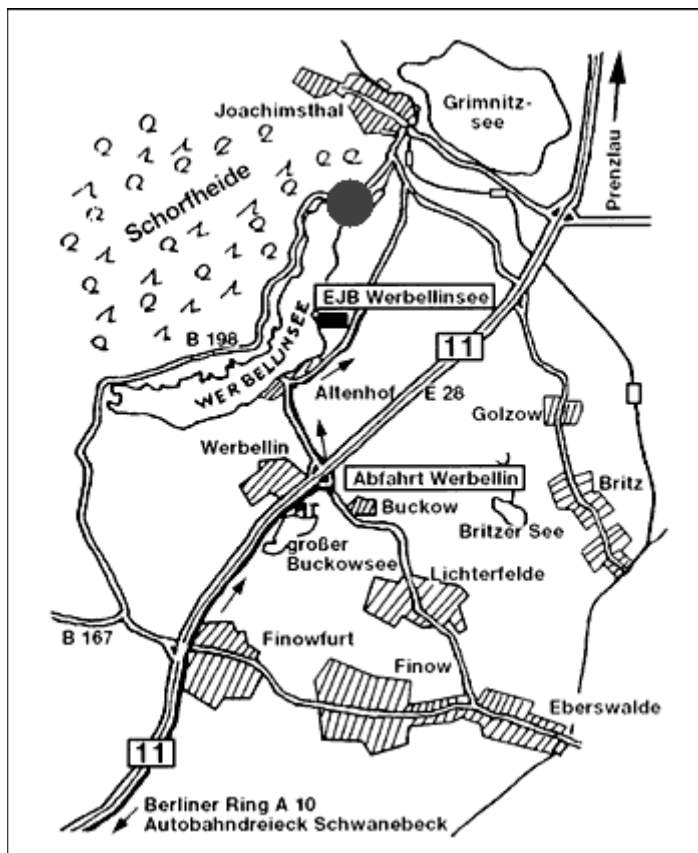 Joachimsthal
Grimnitz-
see
Prenzlau
Schorfheide
EJB Werbellinsee
B 198
WERBELLINSEE
11
Altenhof
E 28
Golzow
Werbellin
Abfahrt Werbellin
Britz
Buckow
Britzer See
großer
Buckowsee
Lichterfelde
B 167
Finowfurt
Finow
Eberswalde
11
Berliner Ring A 10
Autobahndreieck Schwanebeck